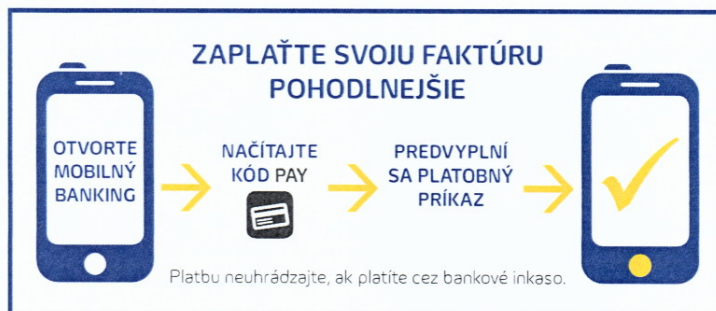 ZAPLAŤTE SVOJU FAKTÚRU
POHODLNEJŠIE
OTVORTE
MOBILNÝ
BANKING
NAČÍTAJTE
KÓD PAY
PREDVYPLNÍ
SA PLATOBNÝ
PRÍKAZ
Platbu neuhrádzajte, ak platíte cez bankové inkaso.